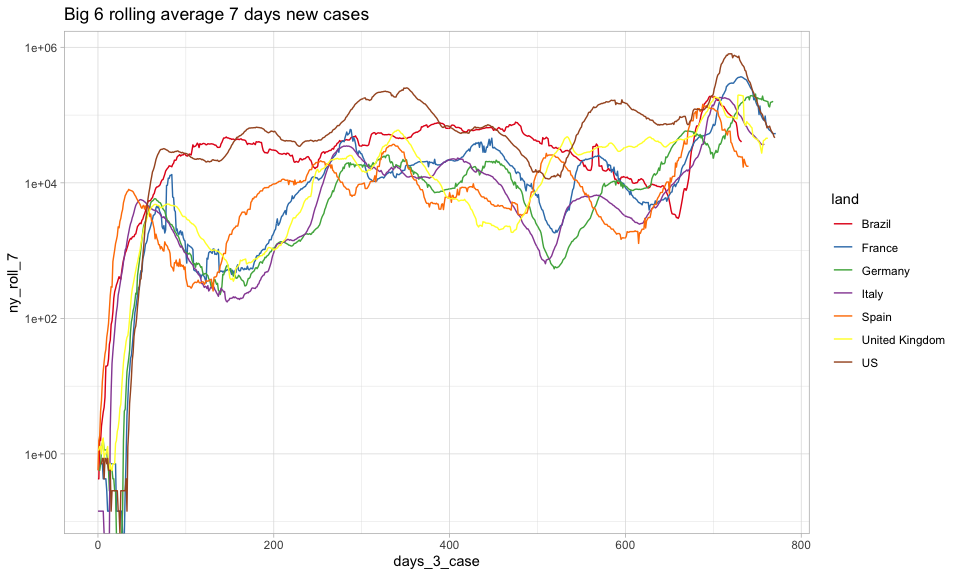 Big 6 rolling average 7 days new cases
1e+06
1e+04
1e+02
1e+00
ny_roll_7
0
200
400
600
800
days_3_case
land
Brazil
France
Germany
Italy
Spain
United Kingdom
US